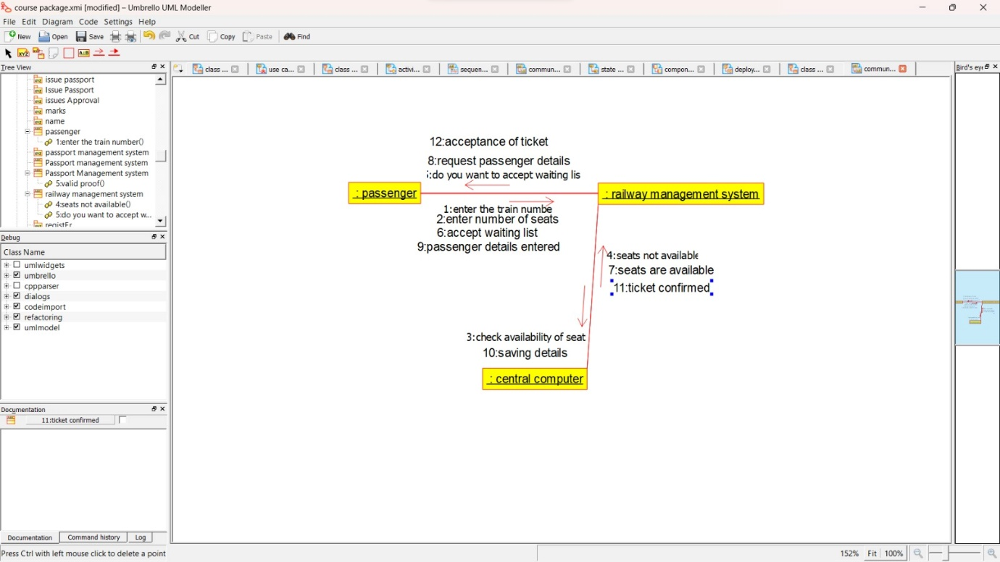 course package.xmi [modified] – Umbrello UML Modeller
File Edit Diagram Code Settings Help
New Open Save Cut Copy Paste Find
Tree View
class ... use ca... class ... activi... sequen... commun... state ... compon... deploy... class ... commun...
Bird's eye
issue passport
Issue Passport
issues Approval
marks
name
passenger
1:enter the train number()
passport management system
Passport management system
Passport Management system
5:valid proof()
railway management system
4:seats not available()
5:do you want to accept w...
registEr
Debug
Class Name
umlwidgets
umbrello
cppparser
dialogs
codeimport
refactoring
umlmodel
Documentation
11:ticket confirmed
Documentation Command history Log
Press Ctrl with left mouse click to delete a point
12:acceptance of ticket
8:request passenger details
5:do you want to accept waiting lis
: passenger
: railway management system
1:enter the train numbe
2:enter number of seats
6:accept waiting list
9:passenger details entered
4:seats not available
7:seats are available
11:ticket confirmed
3:check availability of seat
10:saving details
: central computer
152% Fit 100%